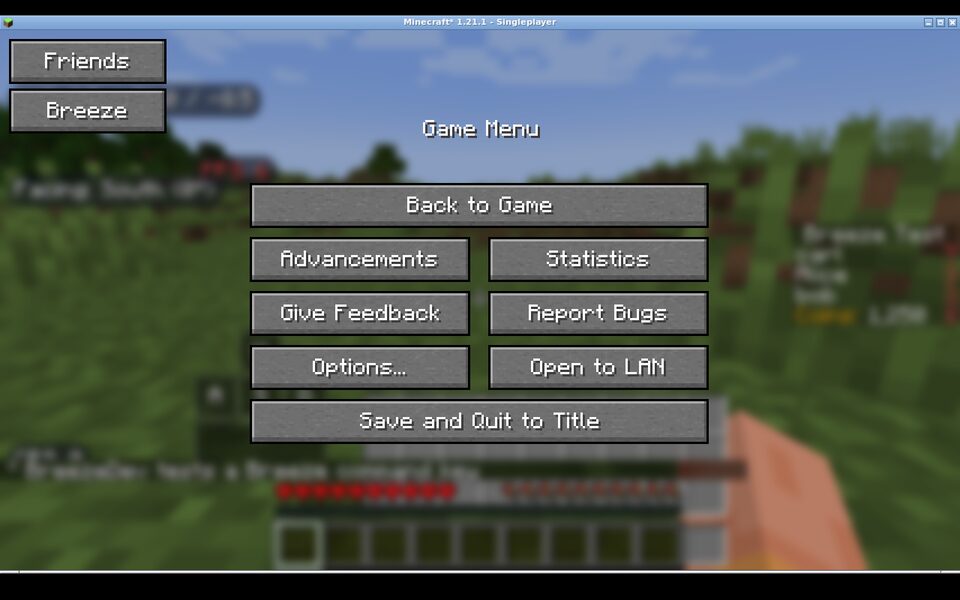 Minecraft* 1.21.1 - Singleplayer
Friends
Breeze
Game Menu
Back to Game
Advancements
Statistics
Give Feedback
Report Bugs
Options...
Open to LAN
Save and Quit to Title